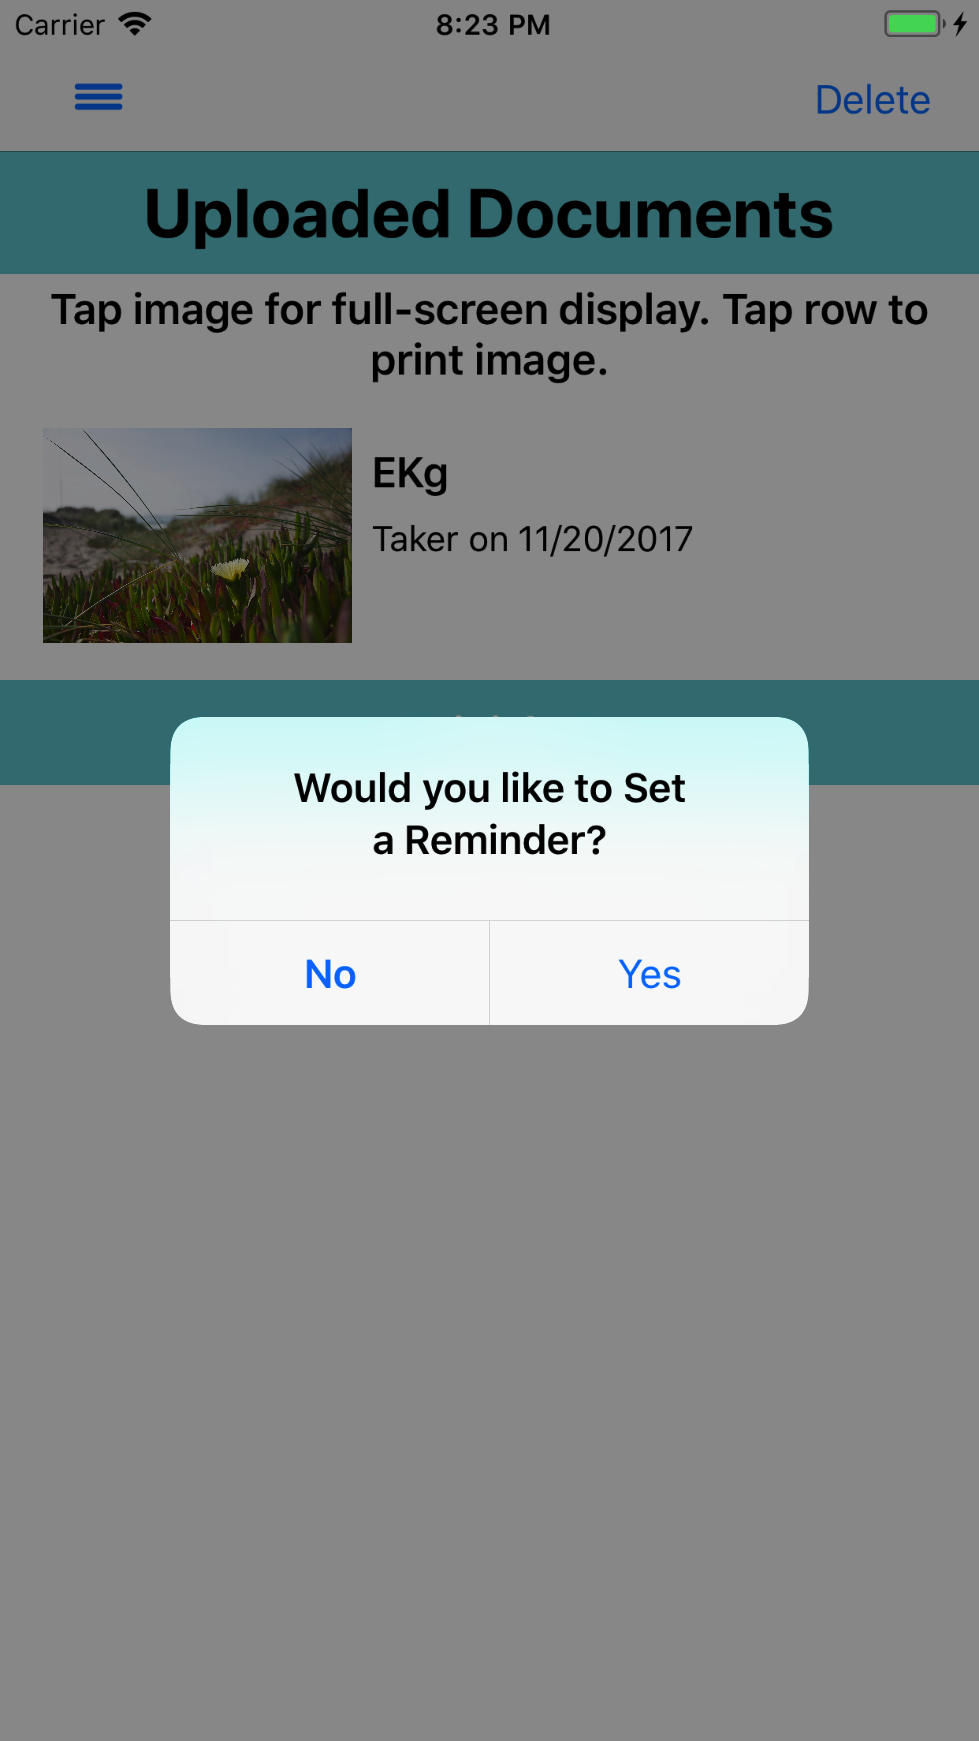 Carrier 8:23 PM
Delete
Uploaded Documents
Tap image for full-screen display. Tap row to
print image.
EKg
Taker on 11/20/2017
Would you like to Set
a Reminder?
No Yes